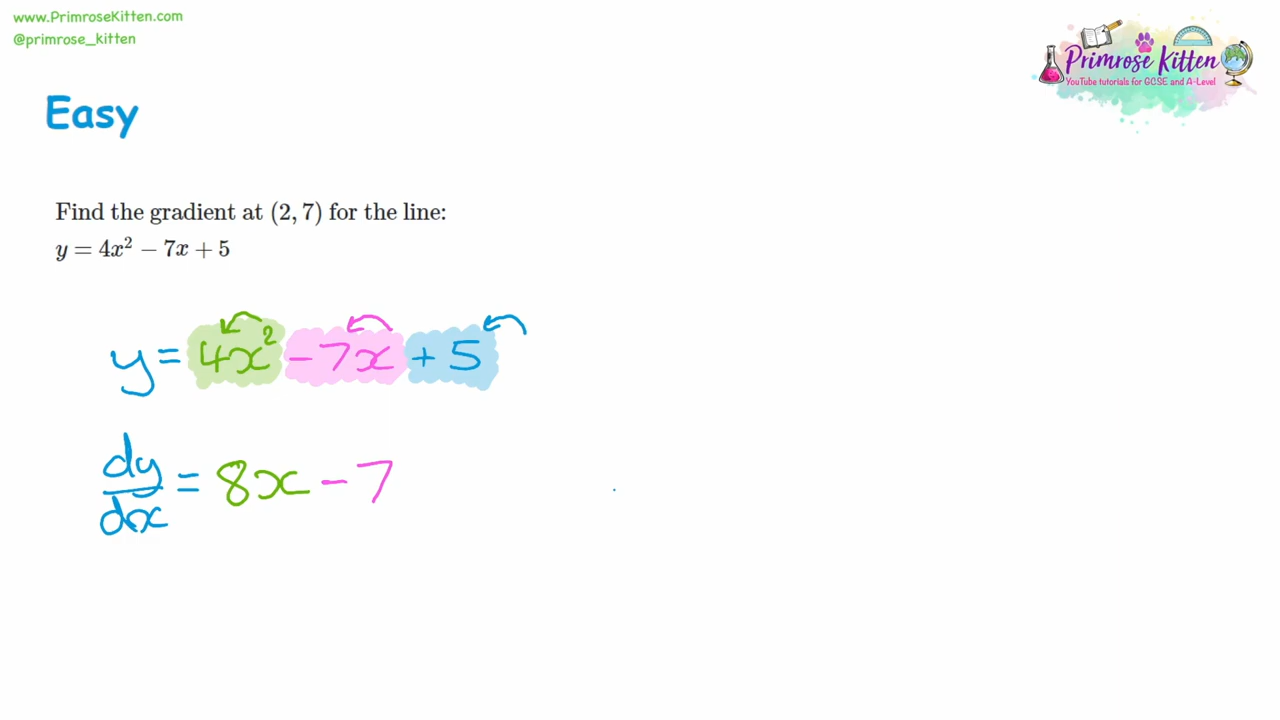 www.PrimroseKitten.com
@primrose_kitten
Primrose Kitten
YouTube tutorials for GCSE and A-Level
Easy
Find the gradient at (2, 7) for the line:
y = 4x² − 7x + 5
y = 4x² − 7x + 5
dy/dx = 8x − 7